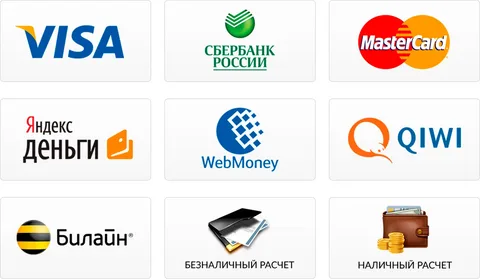 VISA
СБЕРБАНК
РОССИИ
MasterCard
Яндекс
деньги
WebMoney
QIWI
Билайн®
БЕЗНАЛИЧНЫЙ РАСЧЕТ
НАЛИЧНЫЙ РАСЧЕТ